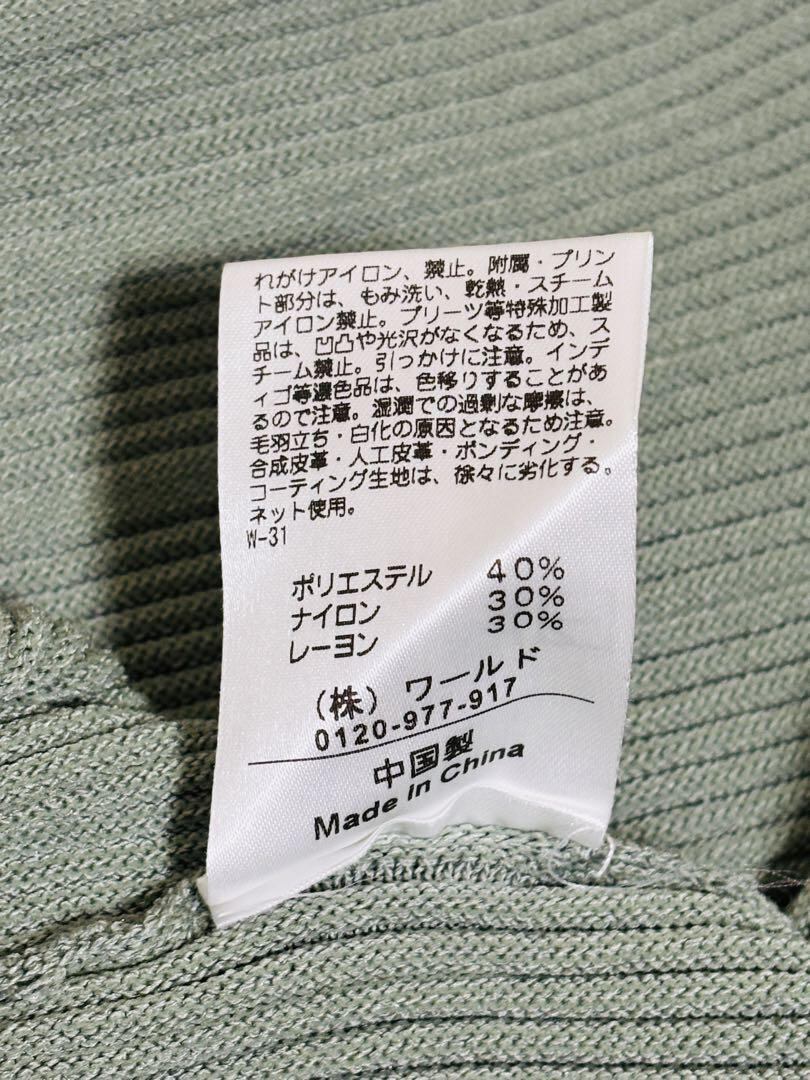 れがけアイロン、禁止。附属・プリン
ト部分は、もみ洗い、乾熱・スチーム
アイロン禁止。プリーツ等特殊加工製
品は、凹凸や光沢がなくなるため、ス
チーム禁止。引っかけに注意。インデ
ィゴ等濃色品は、色移りすることがあ
るので注意。湿潤での過剰な摩擦は、
毛羽立ち・白化の原因となるため注意。
合成皮革・人工皮革・ボンディング・
コーティング生地は、徐々に劣化する。
ネット使用。
W-31
ポリエステル 40%
ナイロン 30%
レーヨン 30%
(株) ワールド
0120-977-917
中国製
Made in China